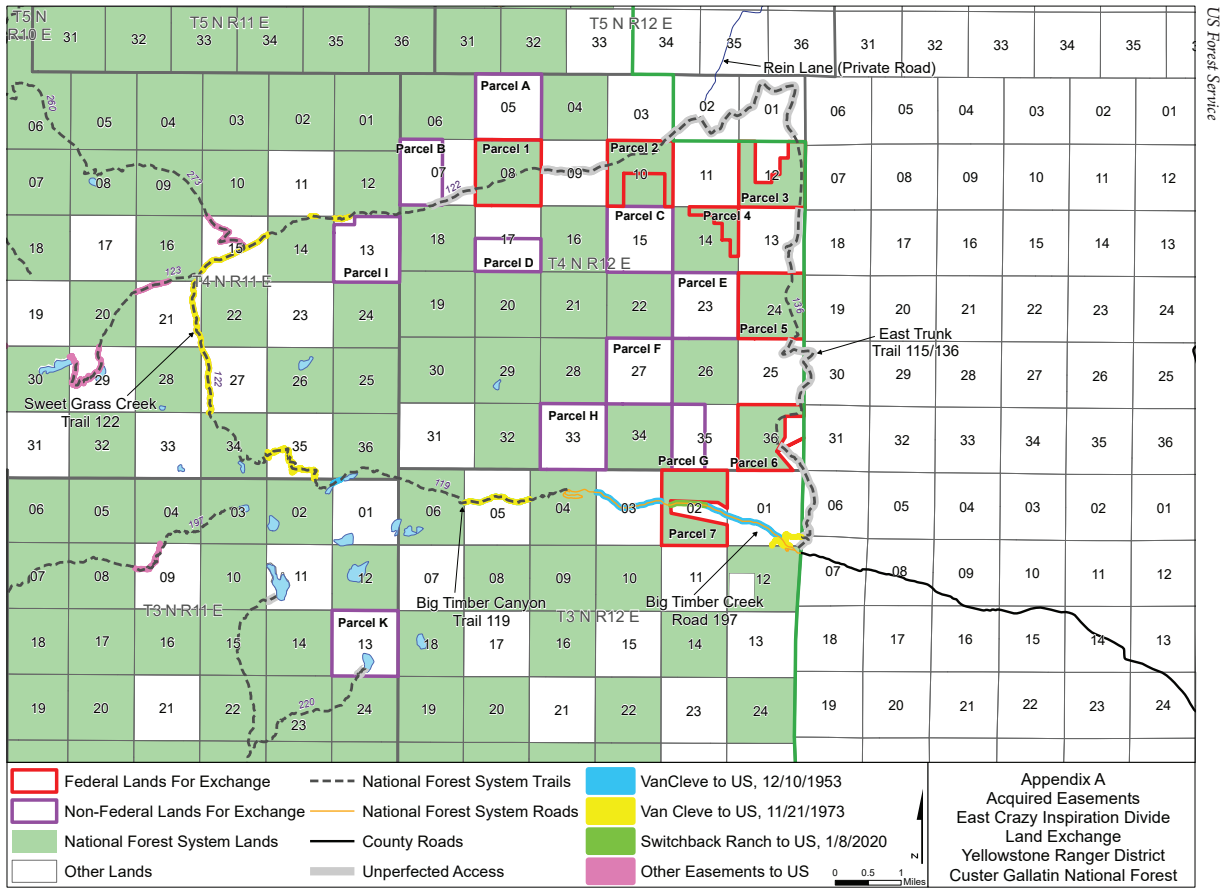 US Forest Service
T5 N
R10 E
T5 N R11 E
T5 N R12 E
31 32 33 34 35 36 31 32 33 34 35 36 31 32 33 34 35
Rein Lane (Private Road)
260
Parcel A
06 05 04 03 02 01 06 05 04 03 02 01 06 05 04 03 02 01
Parcel B
Parcel 1
Parcel 2
07 08 09 10 11 12 07 08 09 10 11 12 07 08 09 10 11 12
273
122
Parcel 3
Parcel C
Parcel 4
18 17 16 15 14 13 18 17 16 15 14 13 18 17 16 15 14 13
Parcel I
Parcel D
T4 N R12 E
123
T4 N R11 E
Parcel E
19 20 21 22 23 24 19 20 21 22 23 24 19 20 21 22 23 24
136
Parcel 5
East Trunk
Trail 115/136
Parcel F
30 29 28 27 26 25 30 29 28 27 26 25 30 29 28 27 26 25
122
Sweet Grass Creek
Trail 122
Parcel H
31 32 33 34 35 36 31 32 33 34 35 36 31 32 33 34 35 36
Parcel G
Parcel 6
119
06 05 04 03 02 01 06 05 04 03 02 01 06 05 04 03 02 01
197
Parcel 7
07 08 09 10 11 12 07 08 09 10 11 12 07 08 09 10 11 12
Big Timber Canyon
Trail 119
Big Timber Creek
Road 197
T3 N R11 E
T3 N R12 E
Parcel K
18 17 16 15 14 13 18 17 16 15 14 13 18 17 16 15 14 13
220
19 20 21 22 23 24 19 20 21 22 23 24 19 20 21 22 23 24
Federal Lands For Exchange
Non-Federal Lands For Exchange
National Forest System Lands
Other Lands
National Forest System Trails
National Forest System Roads
County Roads
Unperfected Access
VanCleve to US, 12/10/1953
Van Cleve to US, 11/21/1973
Switchback Ranch to US, 1/8/2020
Other Easements to US
N
0 0.5 1
Miles
Appendix A
Acquired Easements
East Crazy Inspiration Divide
Land Exchange
Yellowstone Ranger District
Custer Gallatin National Forest